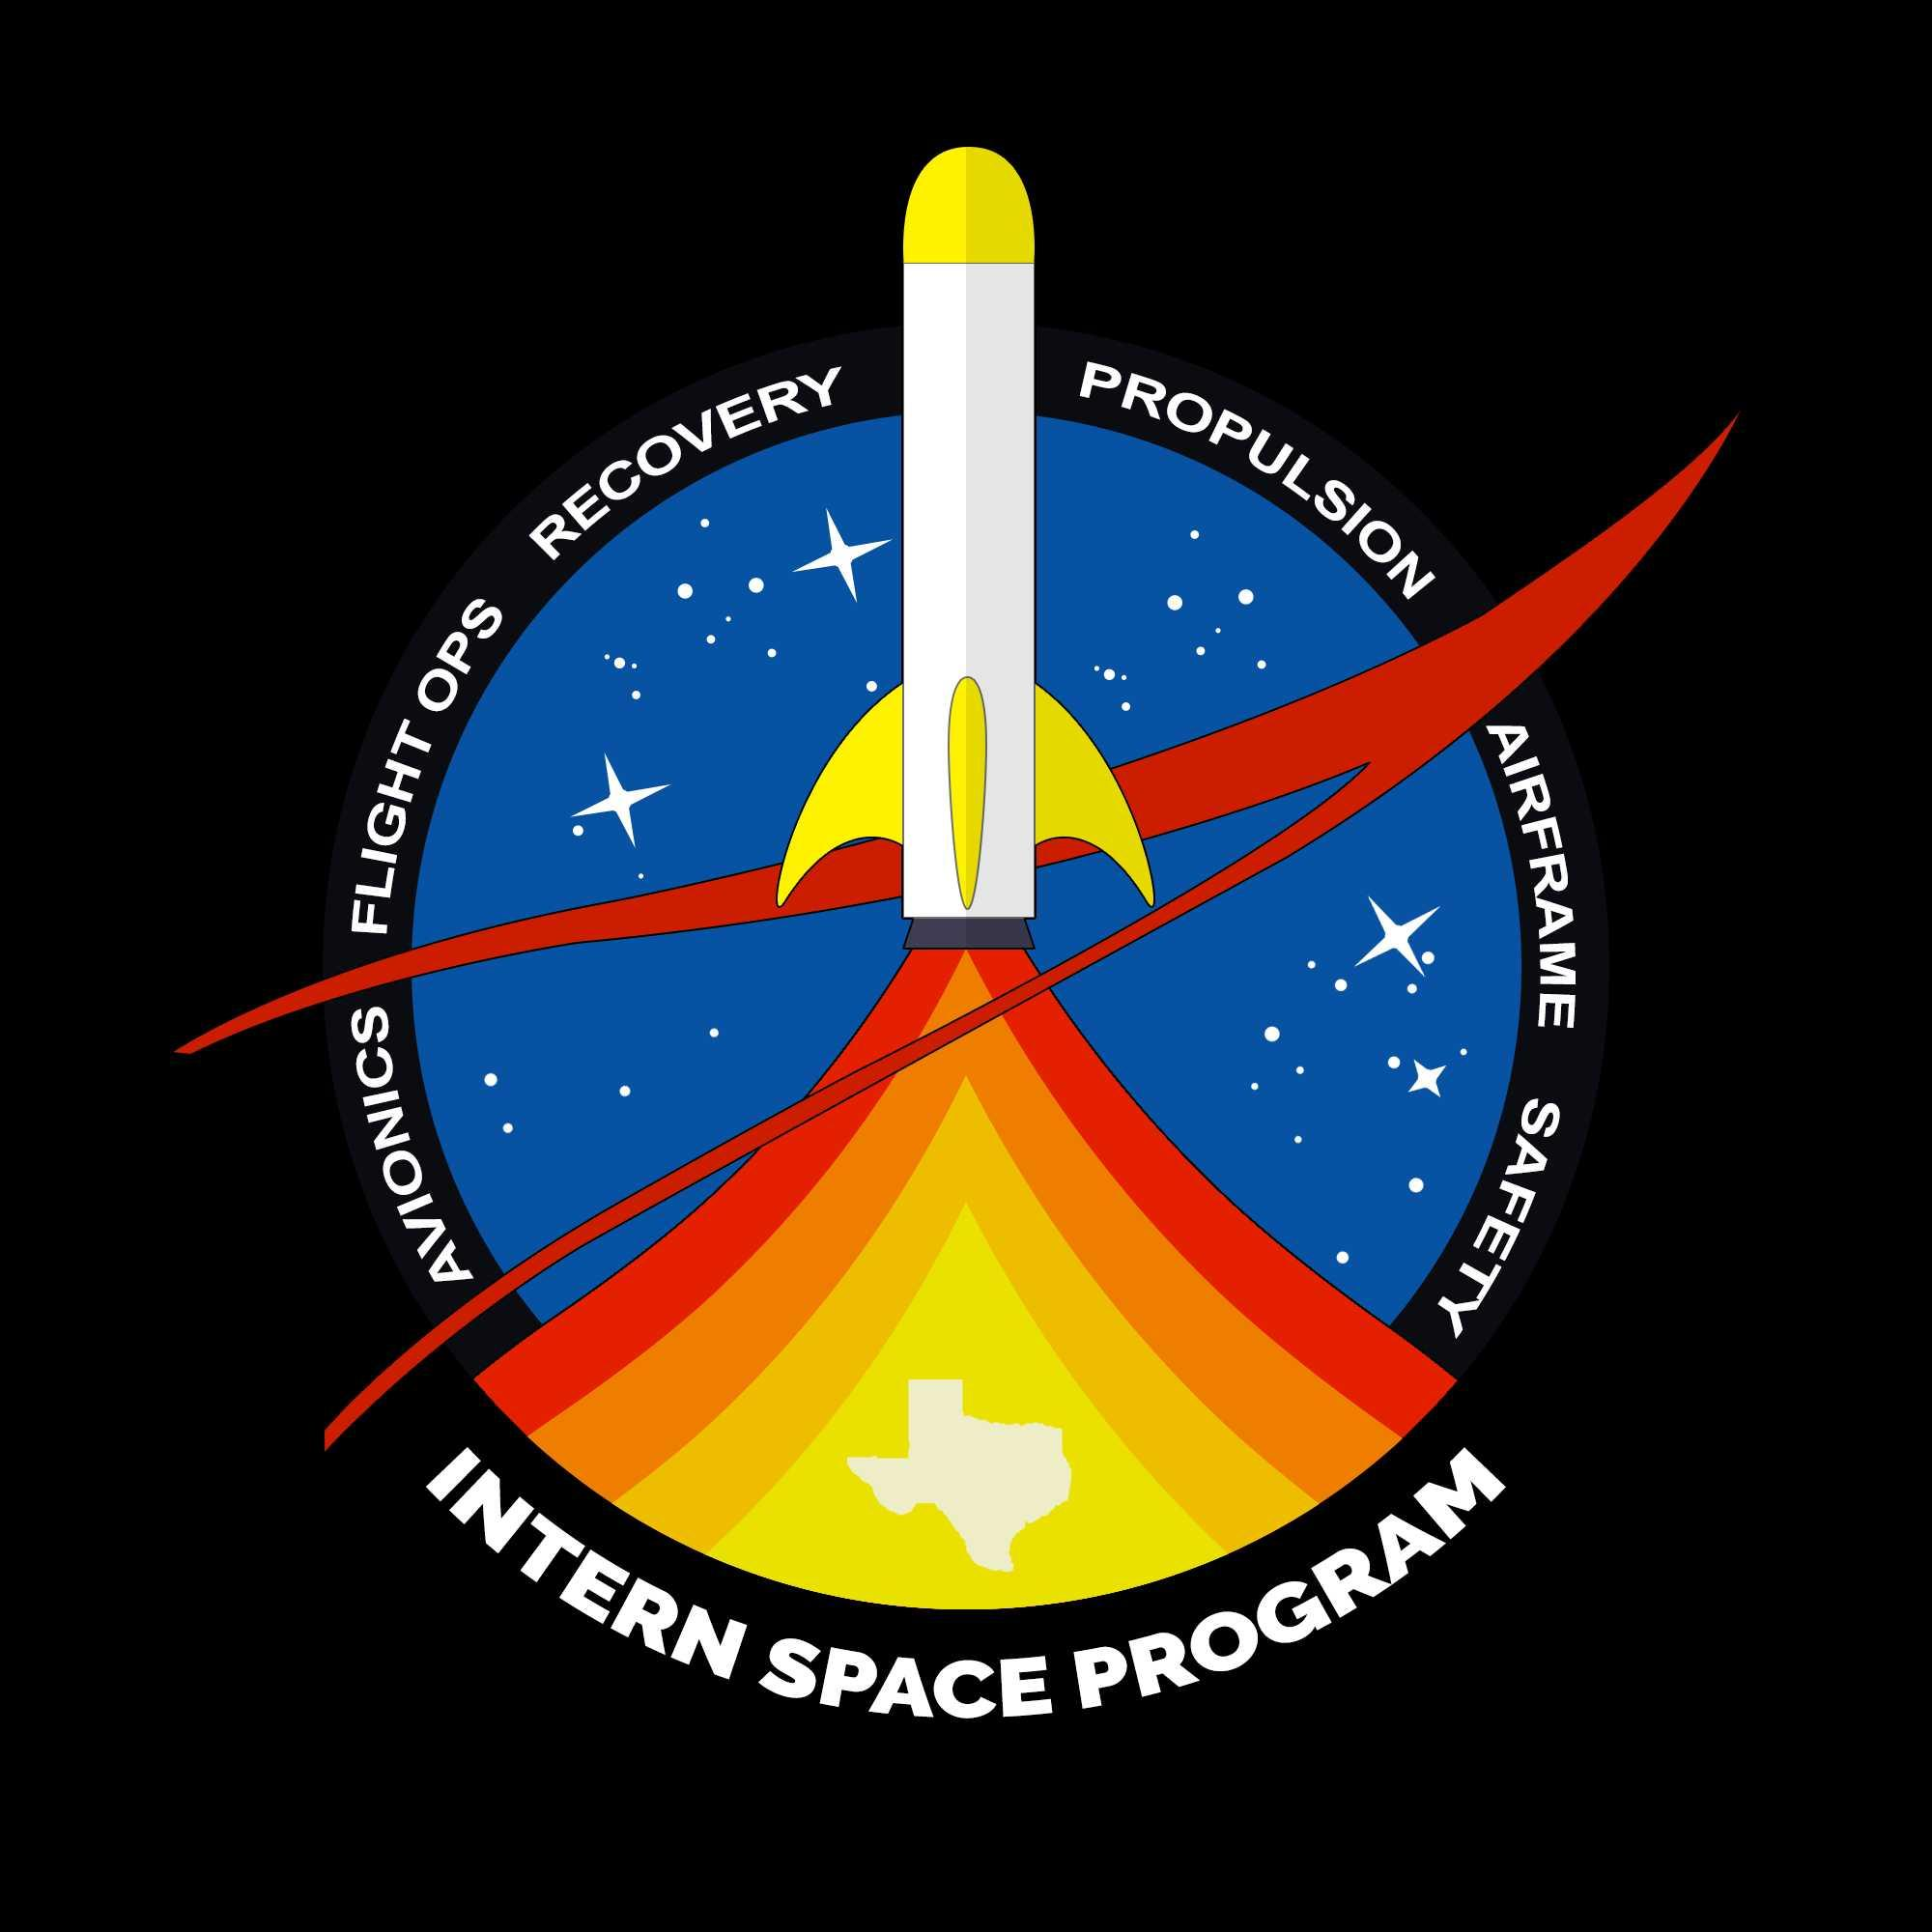 AVIONICS
FLIGHT OPS
RECOVERY
PROPULSION
AIRFRAME
SAFETY
INTERN SPACE PROGRAM